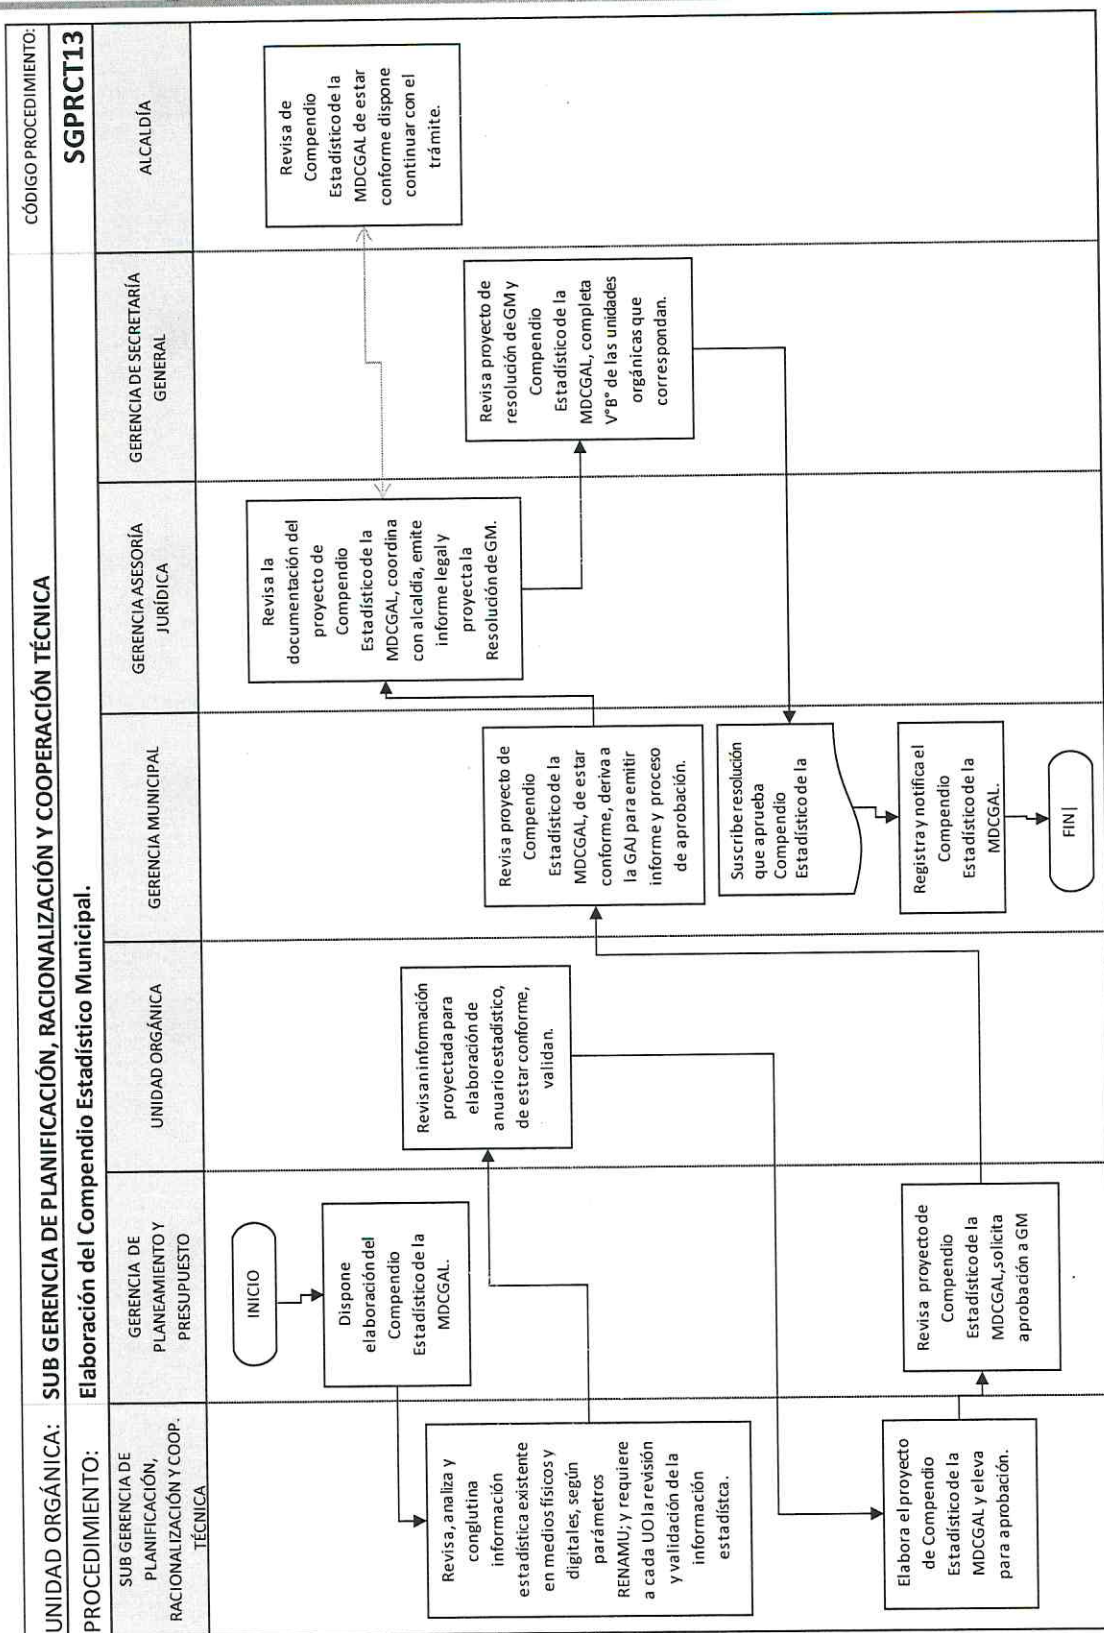 UNIDAD ORGÁNICA: SUB GERENCIA DE PLANIFICACIÓN, RACIONALIZACIÓN Y COOPERACIÓN TÉCNICA
CÓDIGO PROCEDIMIENTO:
PROCEDIMIENTO: Elaboración del Compendio Estadístico Municipal.
SGPRCT13
SUB GERENCIA DE
PLANIFICACIÓN,
RACIONALIZACIÓN Y COOP.
TÉCNICA
GERENCIA DE
PLANEAMIENTO Y
PRESUPUESTO
UNIDAD ORGÁNICA
GERENCIA MUNICIPAL
GERENCIA ASESORÍA
JURÍDICA
GERENCIA DE SECRETARÍA
GENERAL
ALCALDÍA
INICIO
Dispone
elaboración del
Compendio
Estadístico de la
MDCGAL.
Revisa, analiza y
conglutina
información
estadística existente
en medios físicos y
digitales, según
parámetros
RENAMU; y requiere
a cada UO la revisión
y validación de la
información
estadístca.
Revisan información
proyectada para
elaboración de
anuario estadístico,
de estar conforme,
validan.
Elabora el proyecto
de Compendio
Estadístico de la
MDCGAL y eleva
para aprobación.
Revisa proyecto de
Compendio
Estadístico de la
MDCGAL, solicita
aprobación a GM
Revisa proyecto de
Compendio
Estadístico de la
MDCGAL, de estar
conforme, deriva a
la GAJ para emitir
informe y proceso
de aprobación.
Revisa la
documentación del
proyecto de
Compendio
Estadístico de la
MDCGAL, coordina
con alcaldía, emite
informe legal y
proyecta la
Resolución de GM.
Revisa de
Compendio
Estadístico de la
MDCGAL de estar
conforme dispone
continuar con el
trámite.
Revisa proyecto de
resolución de GM y
Compendio
Estadístico de la
MDCGAL, completa
V°B° de las unidades
orgánicas que
correspondan.
Suscribe resolución
que aprueba
Compendio
Estadístico de la
Registra y notifica el
Compendio
Estadístico de la
MDCGAL.
FIN